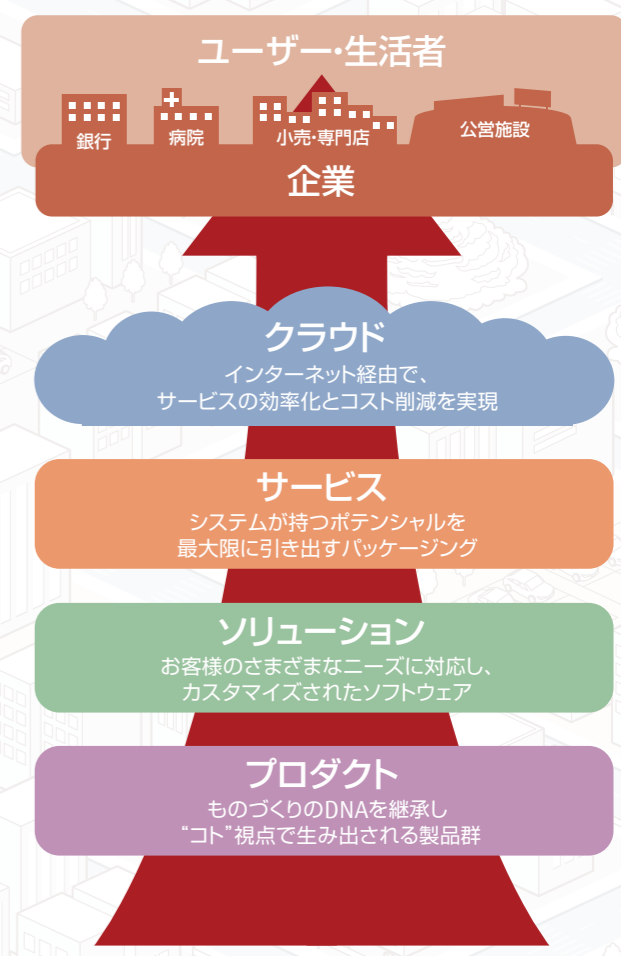 ユーザー・生活者
銀行
病院
小売・専門店
公営施設
企業
クラウド
インターネット経由で、
サービスの効率化とコスト削減を実現
サービス
システムが持つポテンシャルを
最大限に引き出すパッケージング
ソリューション
お客様のさまざまなニーズに対応し、
カスタマイズされたソフトウェア
プロダクト
ものづくりのDNAを継承し
“コト”視点で生み出される製品群